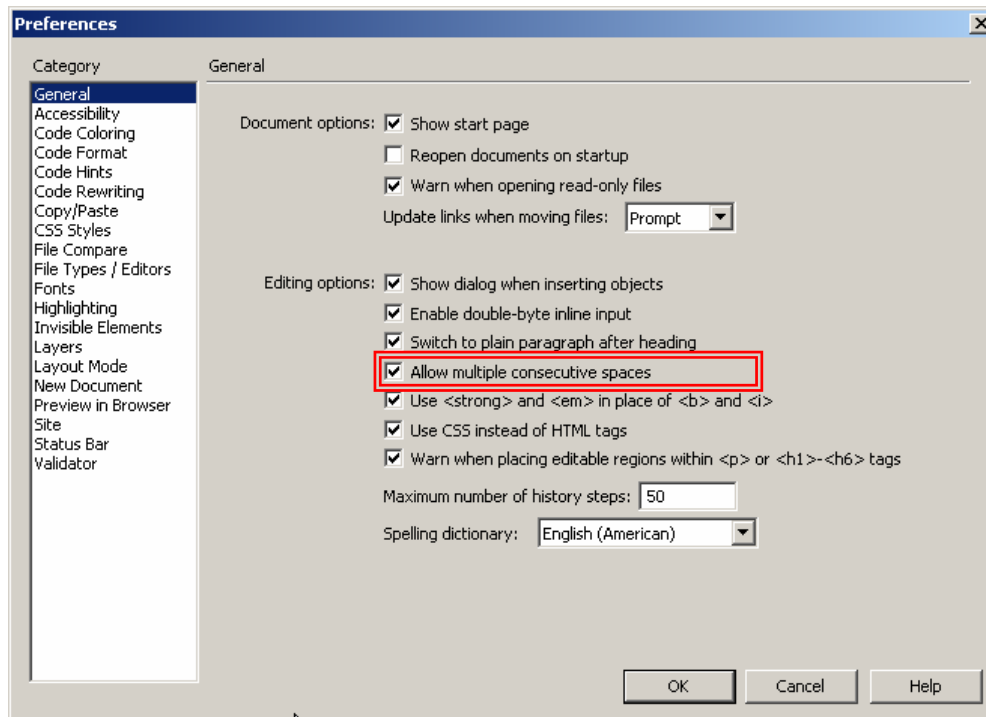 Preferences
Category
General
General
Accessibility
Code Coloring
Code Format
Code Hints
Code Rewriting
Copy/Paste
CSS Styles
File Compare
File Types / Editors
Fonts
Highlighting
Invisible Elements
Layers
Layout Mode
New Document
Preview in Browser
Site
Status Bar
Validator
Document options: Show start page
Reopen documents on startup
Warn when opening read-only files
Update links when moving files: Prompt
Editing options: Show dialog when inserting objects
Enable double-byte inline input
Switch to plain paragraph after heading
Allow multiple consecutive spaces
Use <strong> and <em> in place of <b> and <i>
Use CSS instead of HTML tags
Warn when placing editable regions within <p> or <h1>-<h6> tags
Maximum number of history steps: 50
Spelling dictionary: English (American)
OK Cancel Help